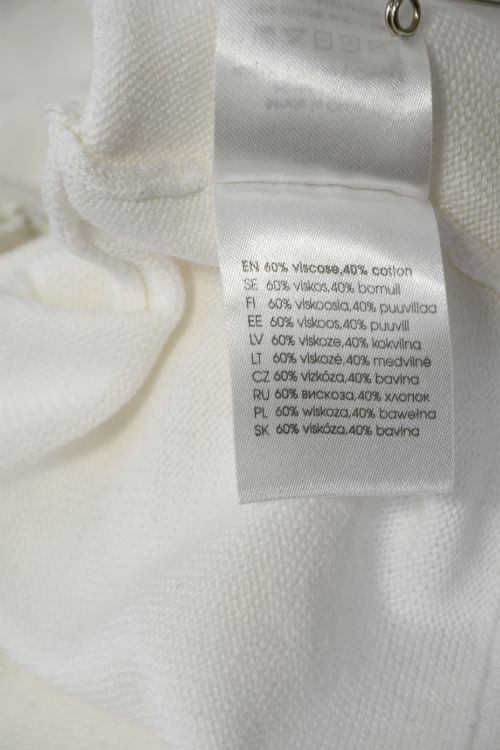 EN 60% viscose,40% cotton
SE 60% viskos,40% bomull
FI 60% viskoosia,40% puuvillaa
EE 60% viskoos,40% puuvill
LV 60% viskoze,40% kokvilna
LT 60% viskozė,40% medvilnė
CZ 60% vizkóza,40% bavlna
RU 60% вискоза,40% хлопок
PL 60% wiskoza,40% bawełna
SK 60% viskóza,40% bavlna